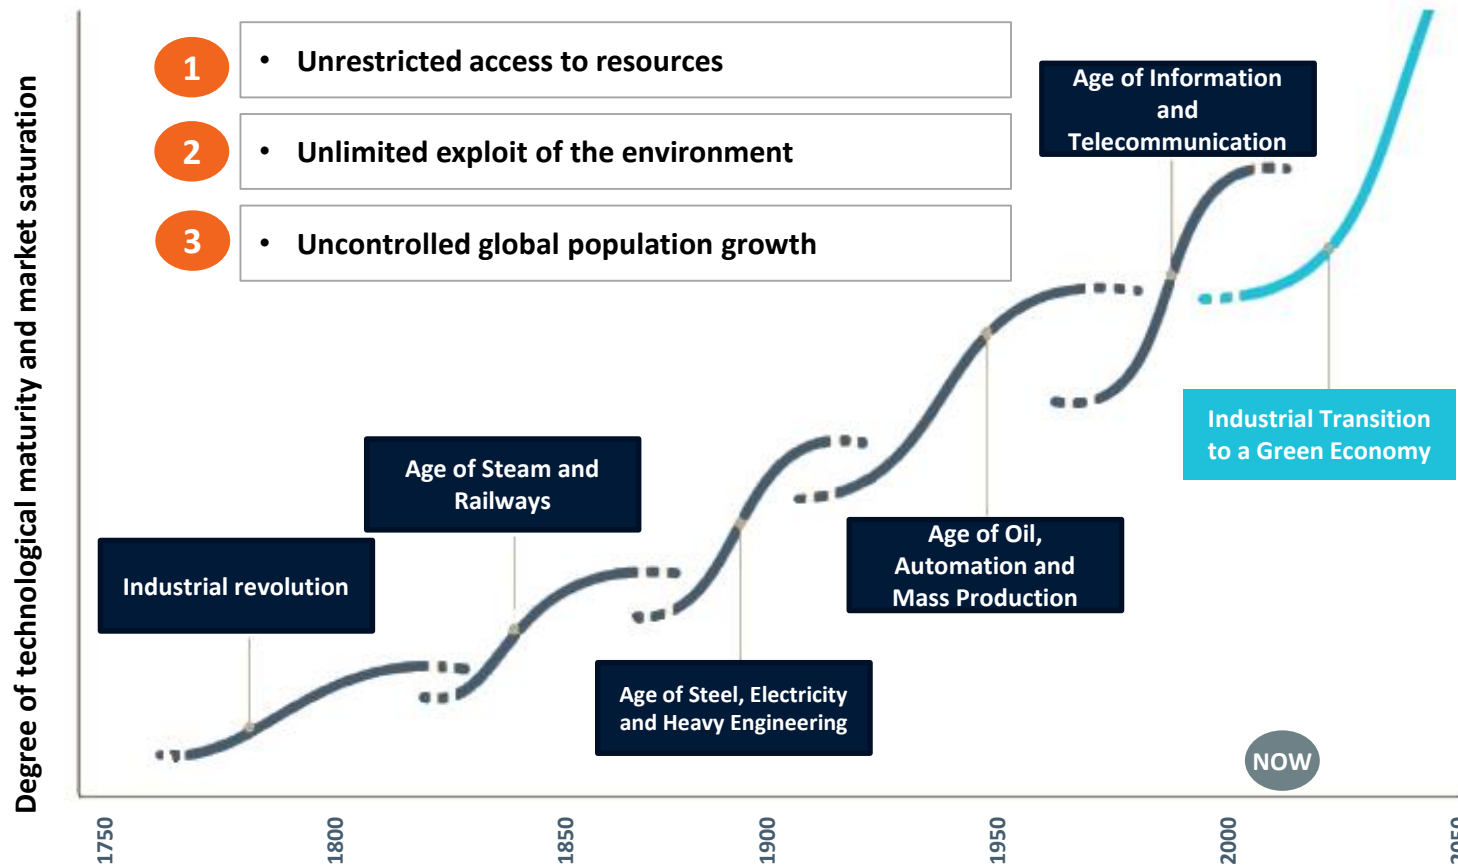 Degree of technological maturity and market saturation
1
• Unrestricted access to resources
2
• Unlimited exploit of the environment
3
• Uncontrolled global population growth
Age of Information
and
Telecommunication
Industrial Transition
to a Green Economy
Age of Steam and
Railways
Industrial revolution
Age of Oil,
Automation and
Mass Production
Age of Steel, Electricity
and Heavy Engineering
NOW
1750
1800
1850
1900
1950
2000
2050